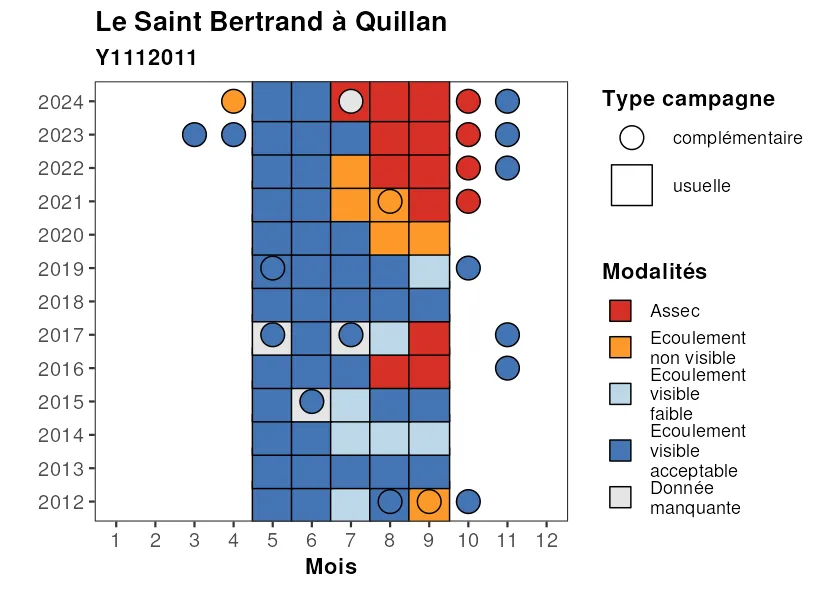 Le Saint Bertrand à Quillan
Y1112011
2024
2023
2022
2021
2020
2019
2018
2017
2016
2015
2014
2013
2012
1 2 3 4 5 6 7 8 9 10 11 12
Mois
Type campagne
complémentaire
usuelle
Modalités
Assec
Ecoulement
non visible
Ecoulement
visible
faible
Ecoulement
visible
acceptable
Donnée
manquante